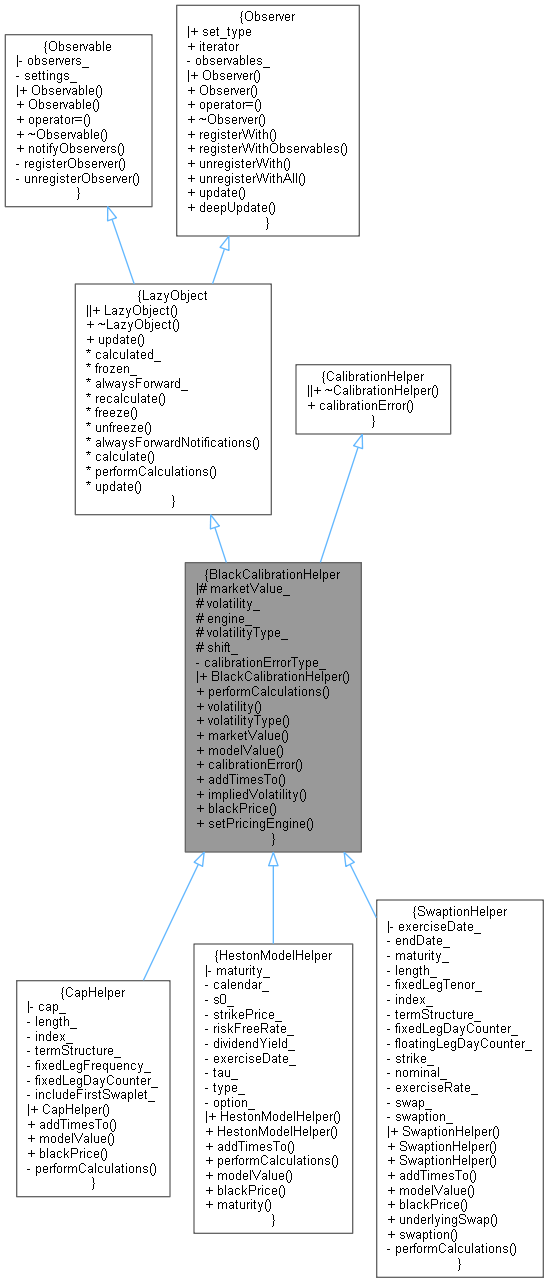 {Observable
|- observers_
- settings_
|+ Observable()
+ Observable()
+ operator=()
+ ~Observable()
+ notifyObservers()
- registerObserver()
- unregisterObserver()
}
{Observer
|+ set_type
+ iterator
- observables_
|+ Observer()
+ Observer()
+ operator=()
+ ~Observer()
+ registerWith()
+ registerWithObservables()
+ unregisterWith()
+ unregisterWithAll()
+ update()
+ deepUpdate()
}
{LazyObject
||+ LazyObject()
+ ~LazyObject()
+ update()
* calculated_
* frozen_
* alwaysForward_
* recalculate()
* freeze()
* unfreeze()
* alwaysForwardNotifications()
* calculate()
* performCalculations()
* update()
}
{CalibrationHelper
||+ ~CalibrationHelper()
+ calibrationError()
}
{BlackCalibrationHelper
|# marketValue_
# volatility_
# engine_
# volatilityType_
# shift_
- calibrationErrorType_
|+ BlackCalibrationHelper()
+ performCalculations()
+ volatility()
+ volatilityType()
+ marketValue()
+ modelValue()
+ calibrationError()
+ addTimesTo()
+ impliedVolatility()
+ blackPrice()
+ setPricingEngine()
}
{CapHelper
|- cap_
- length_
- index_
- termStructure_
- fixedLegFrequency_
- fixedLegDayCounter_
- includeFirstSwaplet_
|+ CapHelper()
+ addTimesTo()
+ modelValue()
+ blackPrice()
- performCalculations()
}
{HestonModelHelper
|- maturity_
- calendar_
- s0_
- strikePrice_
- riskFreeRate_
- dividendYield_
- exerciseDate_
- tau_
- type_
- option_
|+ HestonModelHelper()
+ HestonModelHelper()
+ addTimesTo()
+ performCalculations()
+ modelValue()
+ blackPrice()
+ maturity()
}
{SwaptionHelper
|- exerciseDate_
- endDate_
- maturity_
- length_
- fixedLegTenor_
- index_
- termStructure_
- fixedLegDayCounter_
- floatingLegDayCounter_
- strike_
- nominal_
- exerciseRate_
- swap_
- swaption_
|+ SwaptionHelper()
+ SwaptionHelper()
+ SwaptionHelper()
+ addTimesTo()
+ modelValue()
+ blackPrice()
+ underlyingSwap()
+ swaption()
- performCalculations()
}